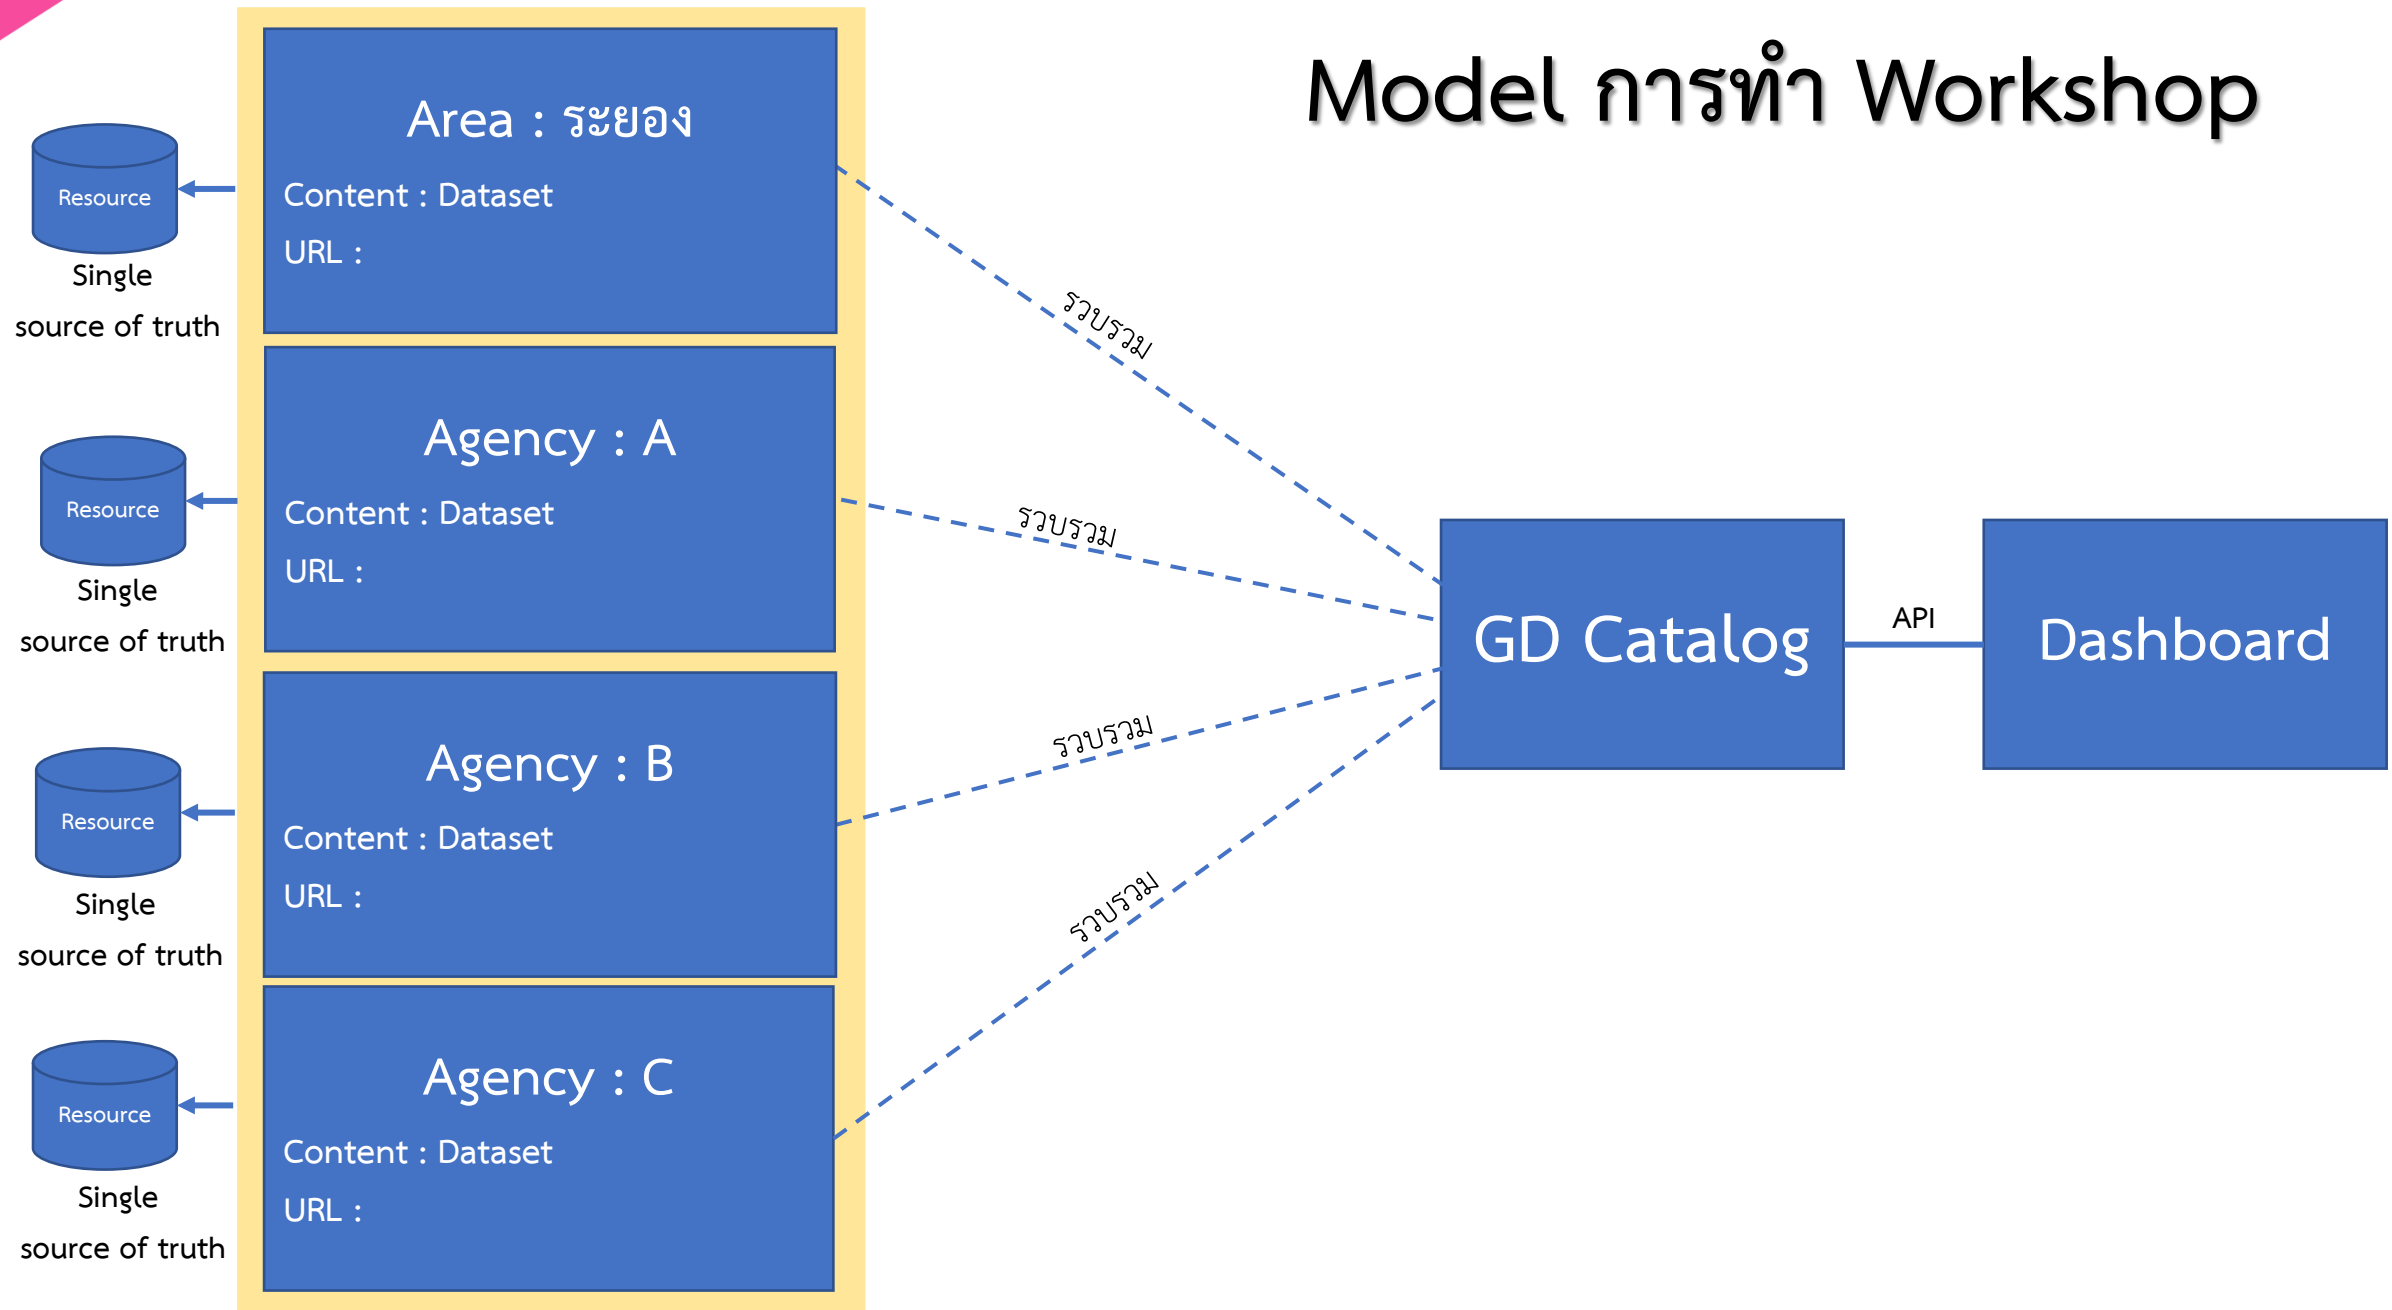 Model การทำ Workshop
Area : ระยอง
Content : Dataset
URL :
Resource
Single
source of truth
รวบรวม
Agency : A
Content : Dataset
URL :
Resource
Single
source of truth
รวบรวม
Agency : B
Content : Dataset
URL :
Resource
Single
source of truth
รวบรวม
Agency : C
Content : Dataset
URL :
Resource
Single
source of truth
รวบรวม
GD Catalog
API
Dashboard